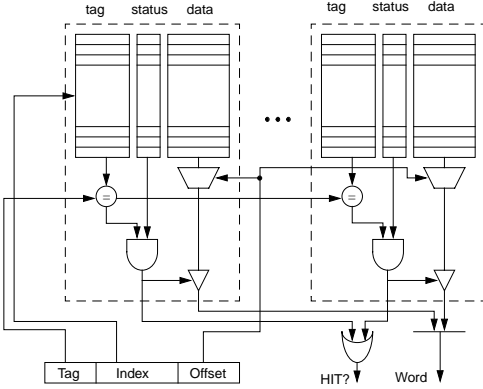 tag status data tag status data
• • •
= =
Tag Index Offset HIT? Word